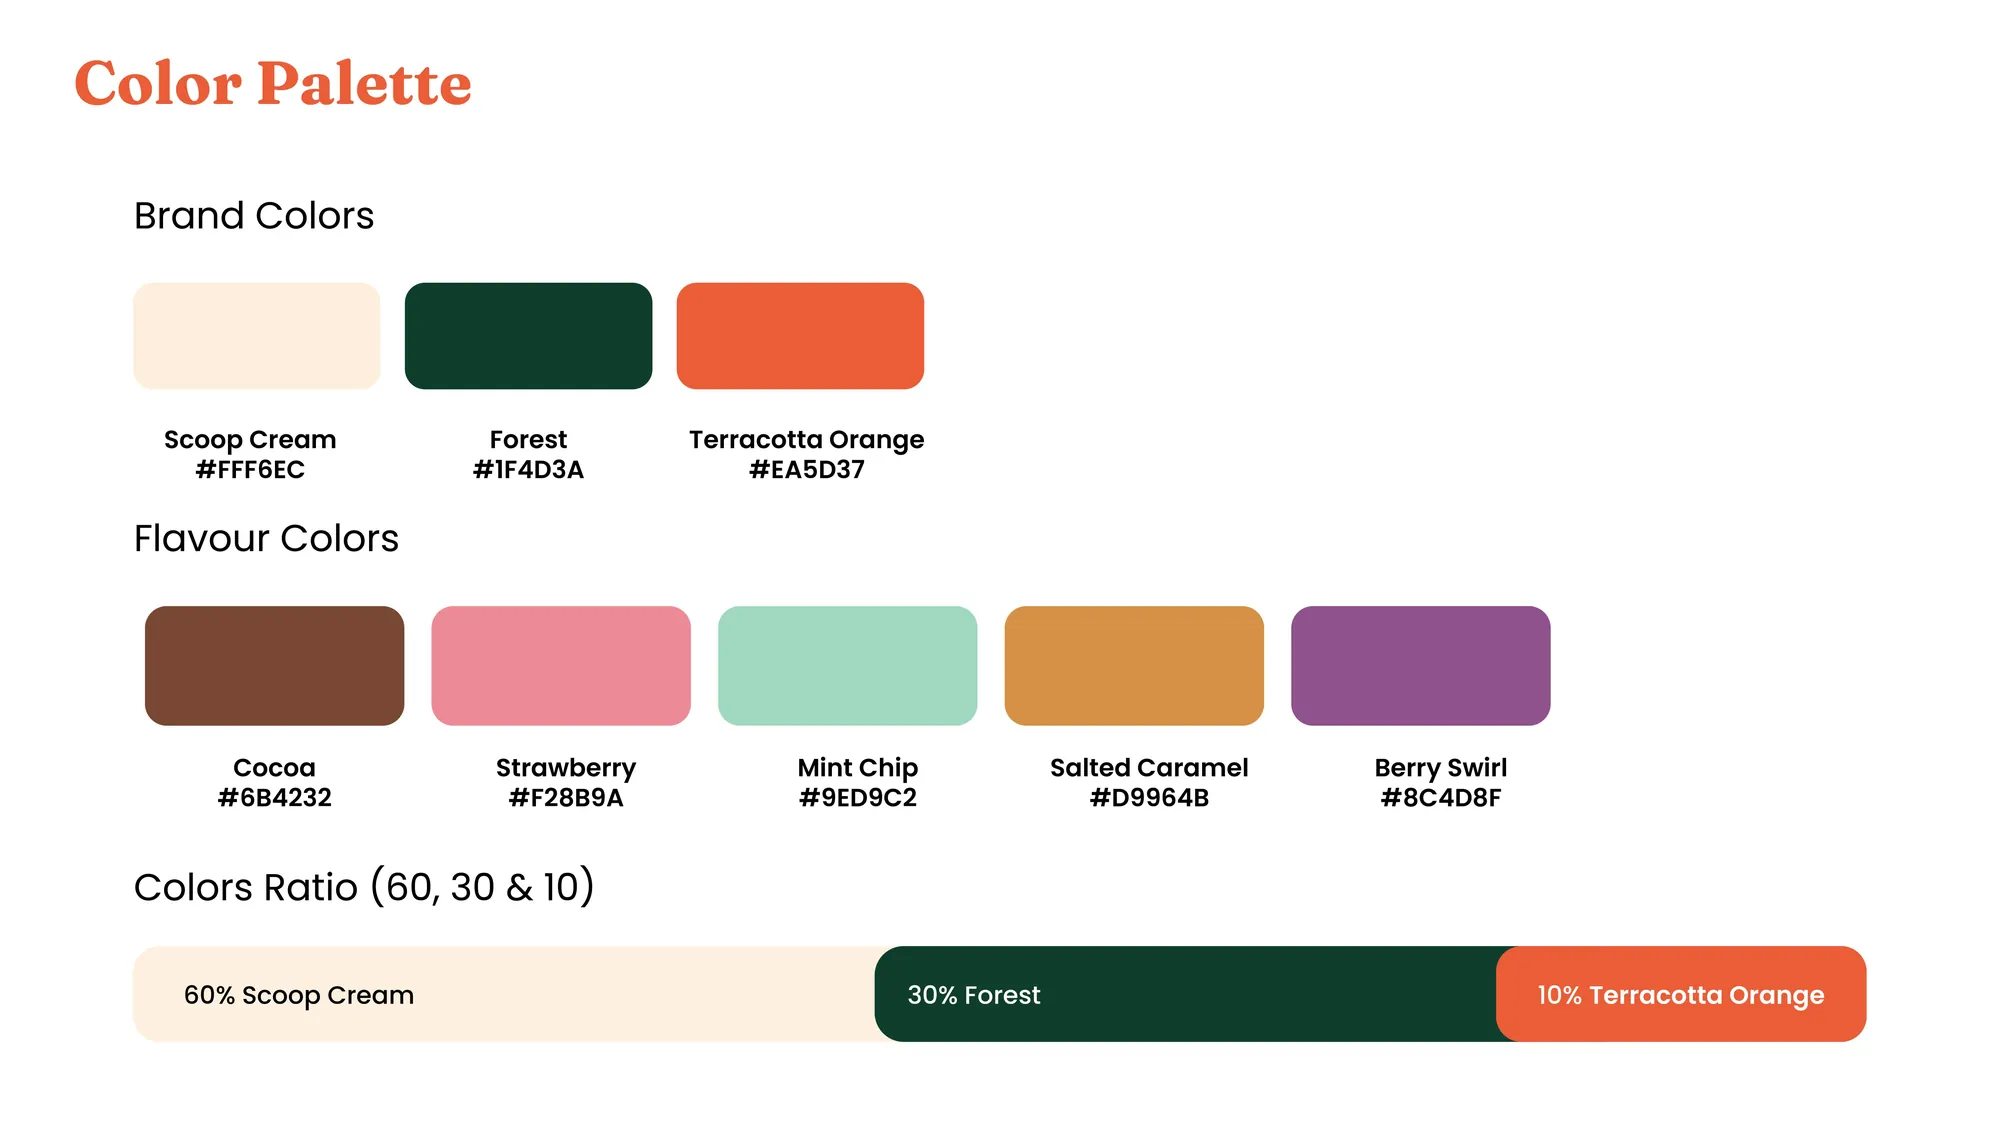 Color Palette
Brand Colors
Scoop Cream
#FFF6EC
Forest
#1F4D3A
Terracotta Orange
#EA5D37
Flavour Colors
Cocoa
#6B4232
Strawberry
#F28B9A
Mint Chip
#9ED9C2
Salted Caramel
#D9964B
Berry Swirl
#8C4D8F
Colors Ratio (60, 30 & 10)
60% Scoop Cream
30% Forest
10% Terracotta Orange